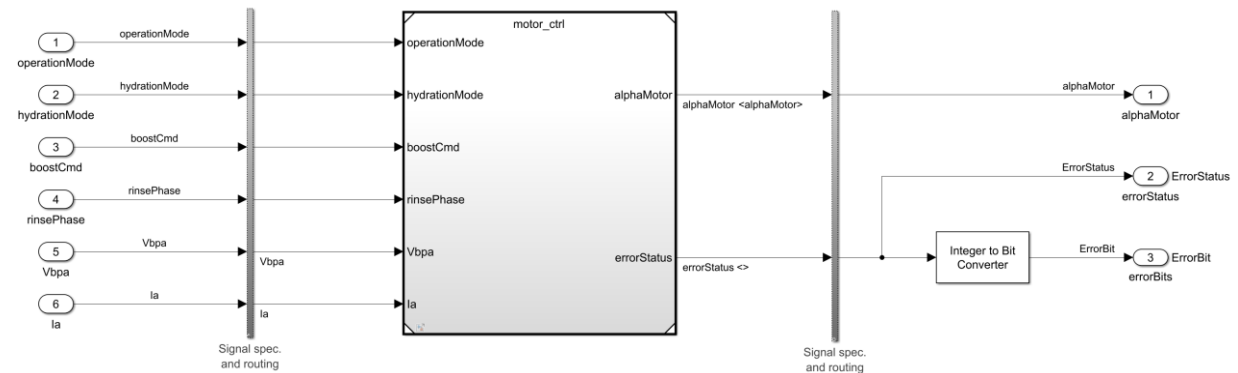 motor_ctrl
1
operationMode
operationMode
operationMode
2
hydrationMode
hydrationMode
hydrationMode
3
boostCmd
boostCmd
boostCmd
4
rinsePhase
rinsePhase
rinsePhase
5
Vbpa
Vbpa
Vbpa
Vbpa
6
Ia
Ia
Ia
Ia
Signal spec.
and routing
alphaMotor
alphaMotor <alphaMotor>
errorStatus
errorStatus <>
Signal spec.
and routing
alphaMotor
1
alphaMotor
ErrorStatus
2 ErrorStatus
errorStatus
Integer to Bit
Converter
ErrorBit
3 ErrorBit
errorBits